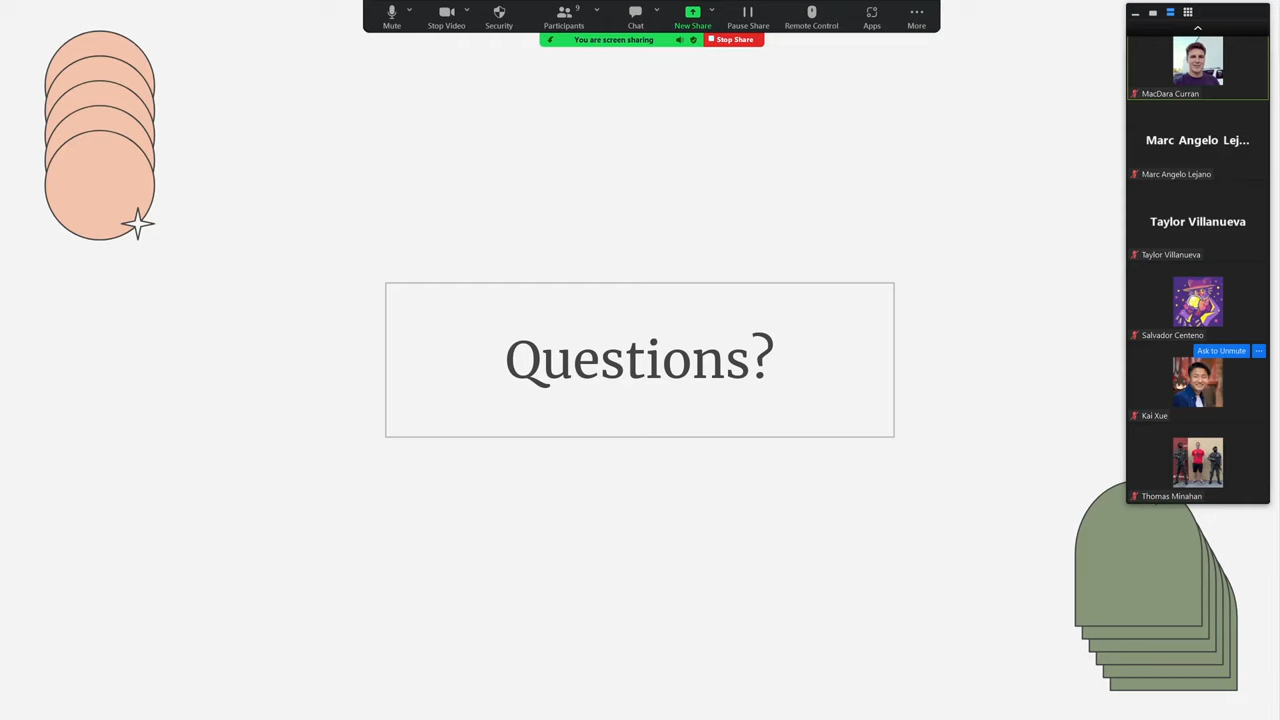 Mute
Stop Video
Security
Participants
9
Chat
New Share
Pause Share
Remote Control
Apps
More
You are screen sharing
Stop Share
MacDara Curran
Marc Angelo Lej...
Marc Angelo Lejano
Taylor Villanueva
Taylor Villanueva
Salvador Centeno
Ask to Unmute
Kai Xue
Thomas Minahan
Questions?